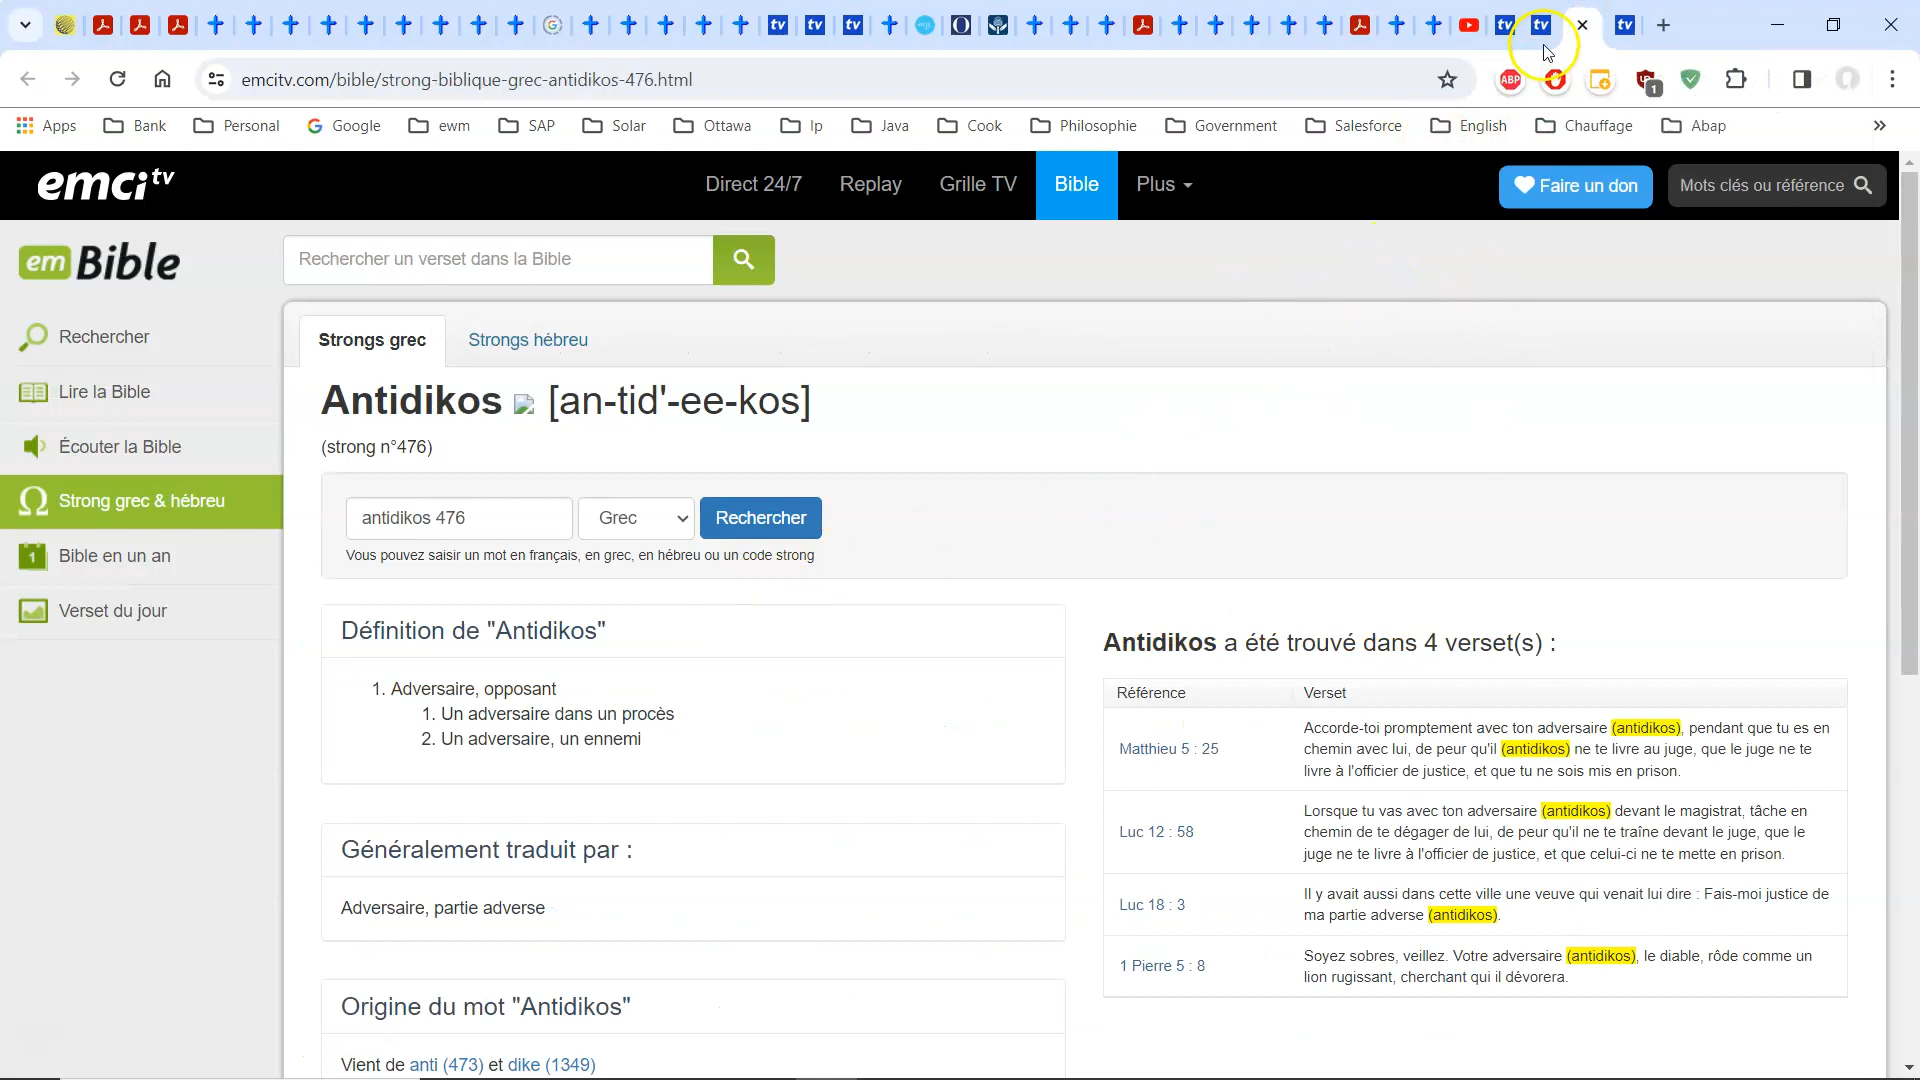 emcitv.com/bible/strong-biblique-grec-antidikos-476.html
ABP
1
Apps
Bank
Personal
Google
ewm
SAP
Solar
Ottawa
Ip
Java
Cook
Philosophie
Government
Salesforce
English
Chauffage
Abap
»
emci tv
Direct 24/7
Replay
Grille TV
Bible
Plus
Faire un don
Mots clés ou référence
em Bible
Rechercher un verset dans la Bible
Rechercher
Lire la Bible
Écouter la Bible
Strong grec & hébreu
Bible en un an
Verset du jour
Strongs grec
Strongs hébreu
Antidikos [an-tid'-ee-kos]
(strong n°476)
antidikos 476
Grec
Rechercher
Vous pouvez saisir un mot en français, en grec, en hébreu ou un code strong
Définition de "Antidikos"
1. Adversaire, opposant
1. Un adversaire dans un procès
2. Un adversaire, un ennemi
Généralement traduit par :
Adversaire, partie adverse
Origine du mot "Antidikos"
Vient de anti (473) et dike (1349)
Antidikos a été trouvé dans 4 verset(s) :
Référence
Verset
Matthieu 5 : 25
Accorde-toi promptement avec ton adversaire (antidikos), pendant que tu es en
chemin avec lui, de peur qu'il (antidikos) ne te livre au juge, que le juge ne te
livre à l'officier de justice, et que tu ne sois mis en prison.
Luc 12 : 58
Lorsque tu vas avec ton adversaire (antidikos) devant le magistrat, tâche en
chemin de te dégager de lui, de peur qu'il ne te traîne devant le juge, que le
juge ne te livre à l'officier de justice, et que celui-ci ne te mette en prison.
Luc 18 : 3
Il y avait aussi dans cette ville une veuve qui venait lui dire : Fais-moi justice de
ma partie adverse (antidikos).
1 Pierre 5 : 8
Soyez sobres, veillez. Votre adversaire (antidikos), le diable, rôde comme un
lion rugissant, cherchant qui il dévorera.